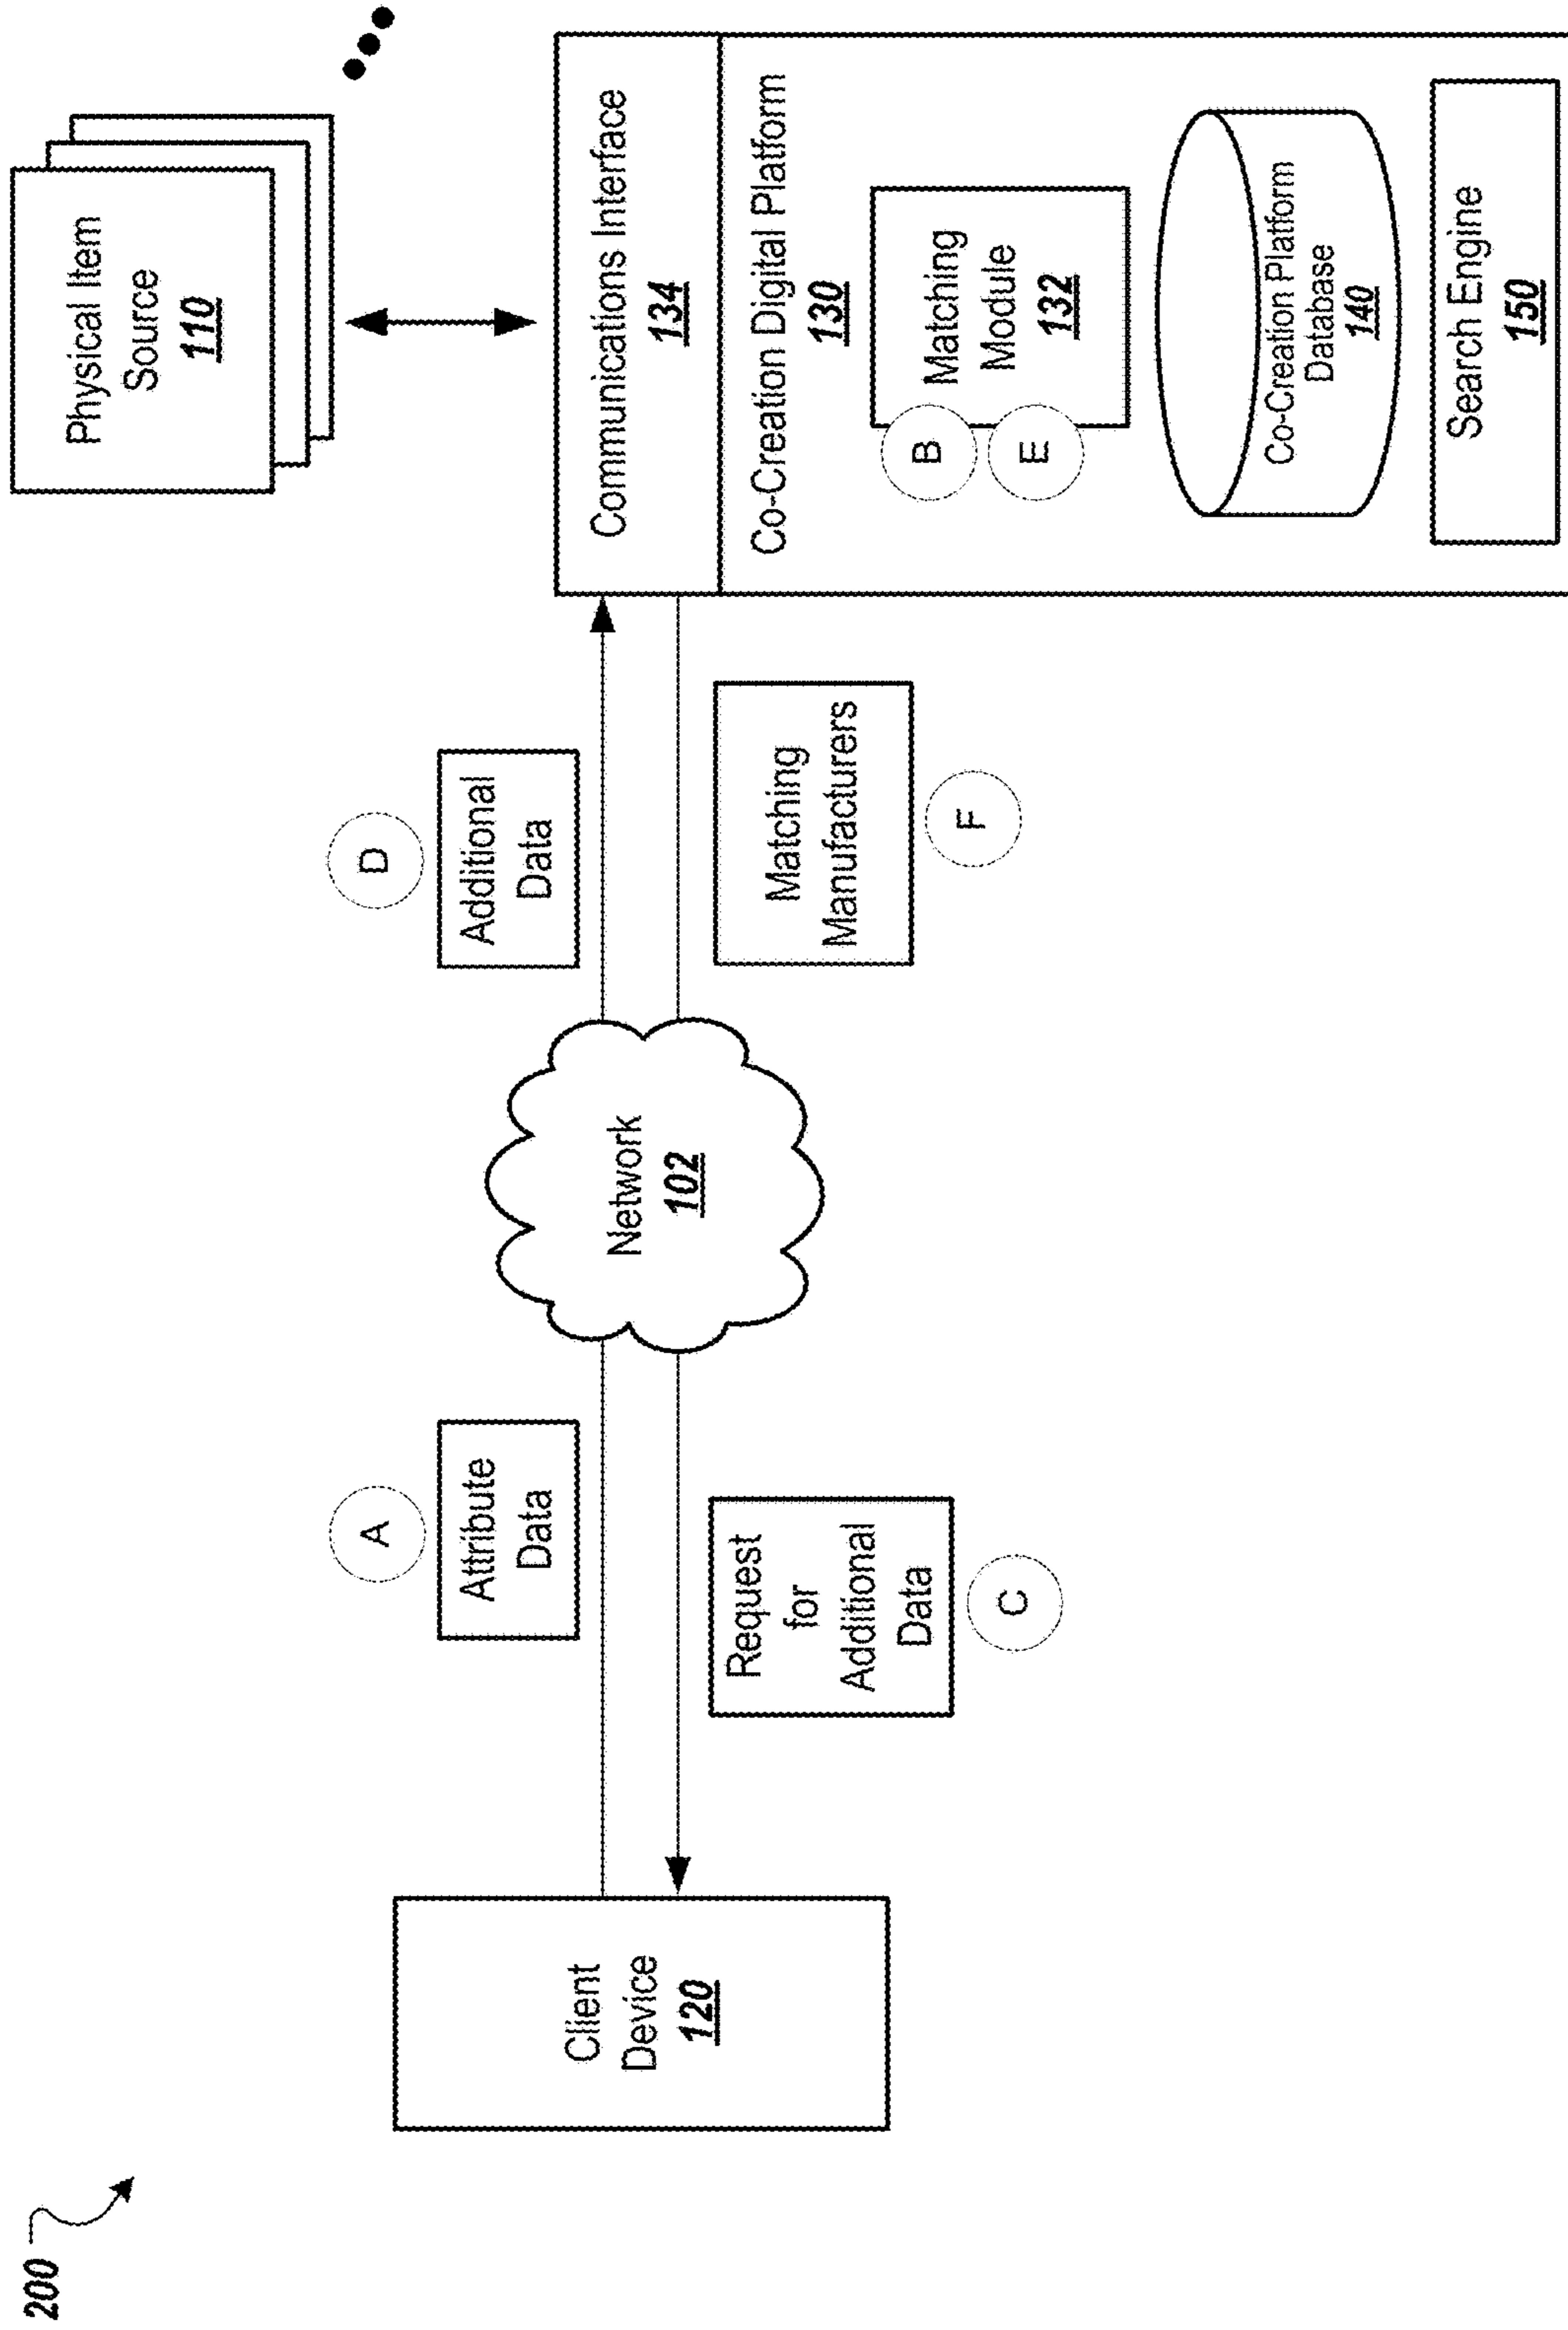 200
Client
Device
120
A
Attribute
Data
Request
for
Additional
Data
C
Network
102
D
Additional
Data
Matching
Manufacturers
F
Physical Item
Source
110
Communications Interface
134
Co-Creation Digital Platform
130
Matching
Module
132
B
E
Co-Creation Platform
Database
140
Search Engine
150